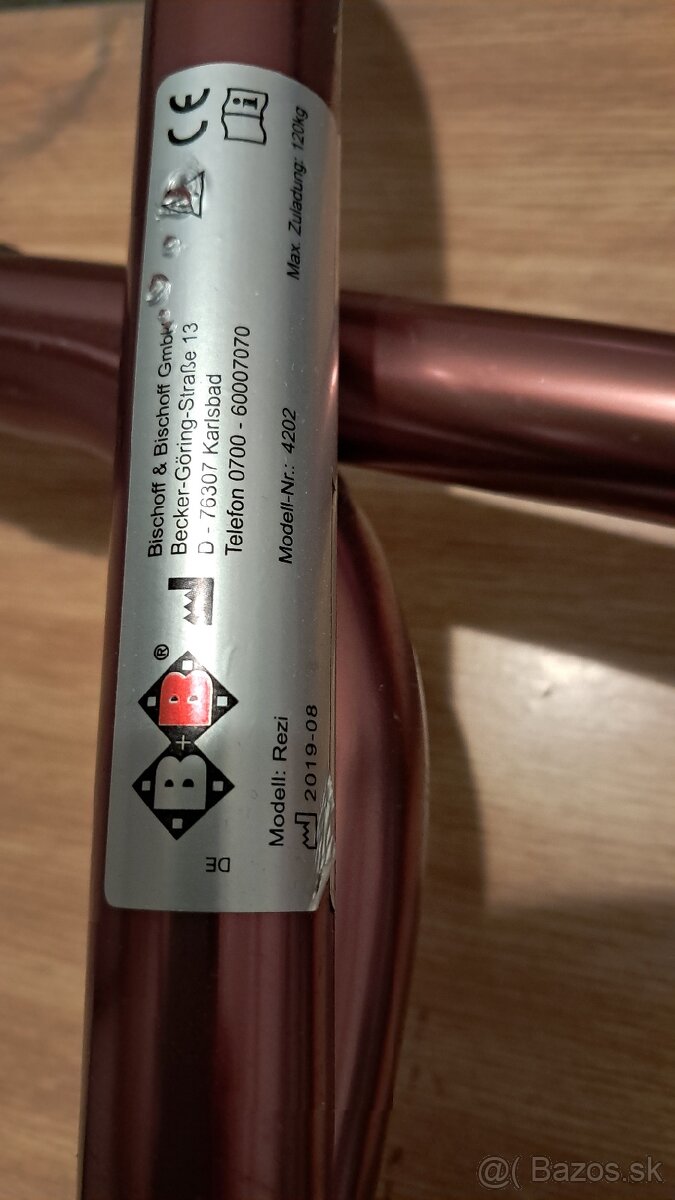 B + B ®
Bischoff & Bischoff GmbH
Becker-Göring-Straße 13
D - 76307 Karlsbad
Telefon 0700 - 60007070
CE
Modell: Rezi
Modell-Nr.: 4202
Max. Zuladung: 120kg
2019-08
DE
@( Bazos.sk